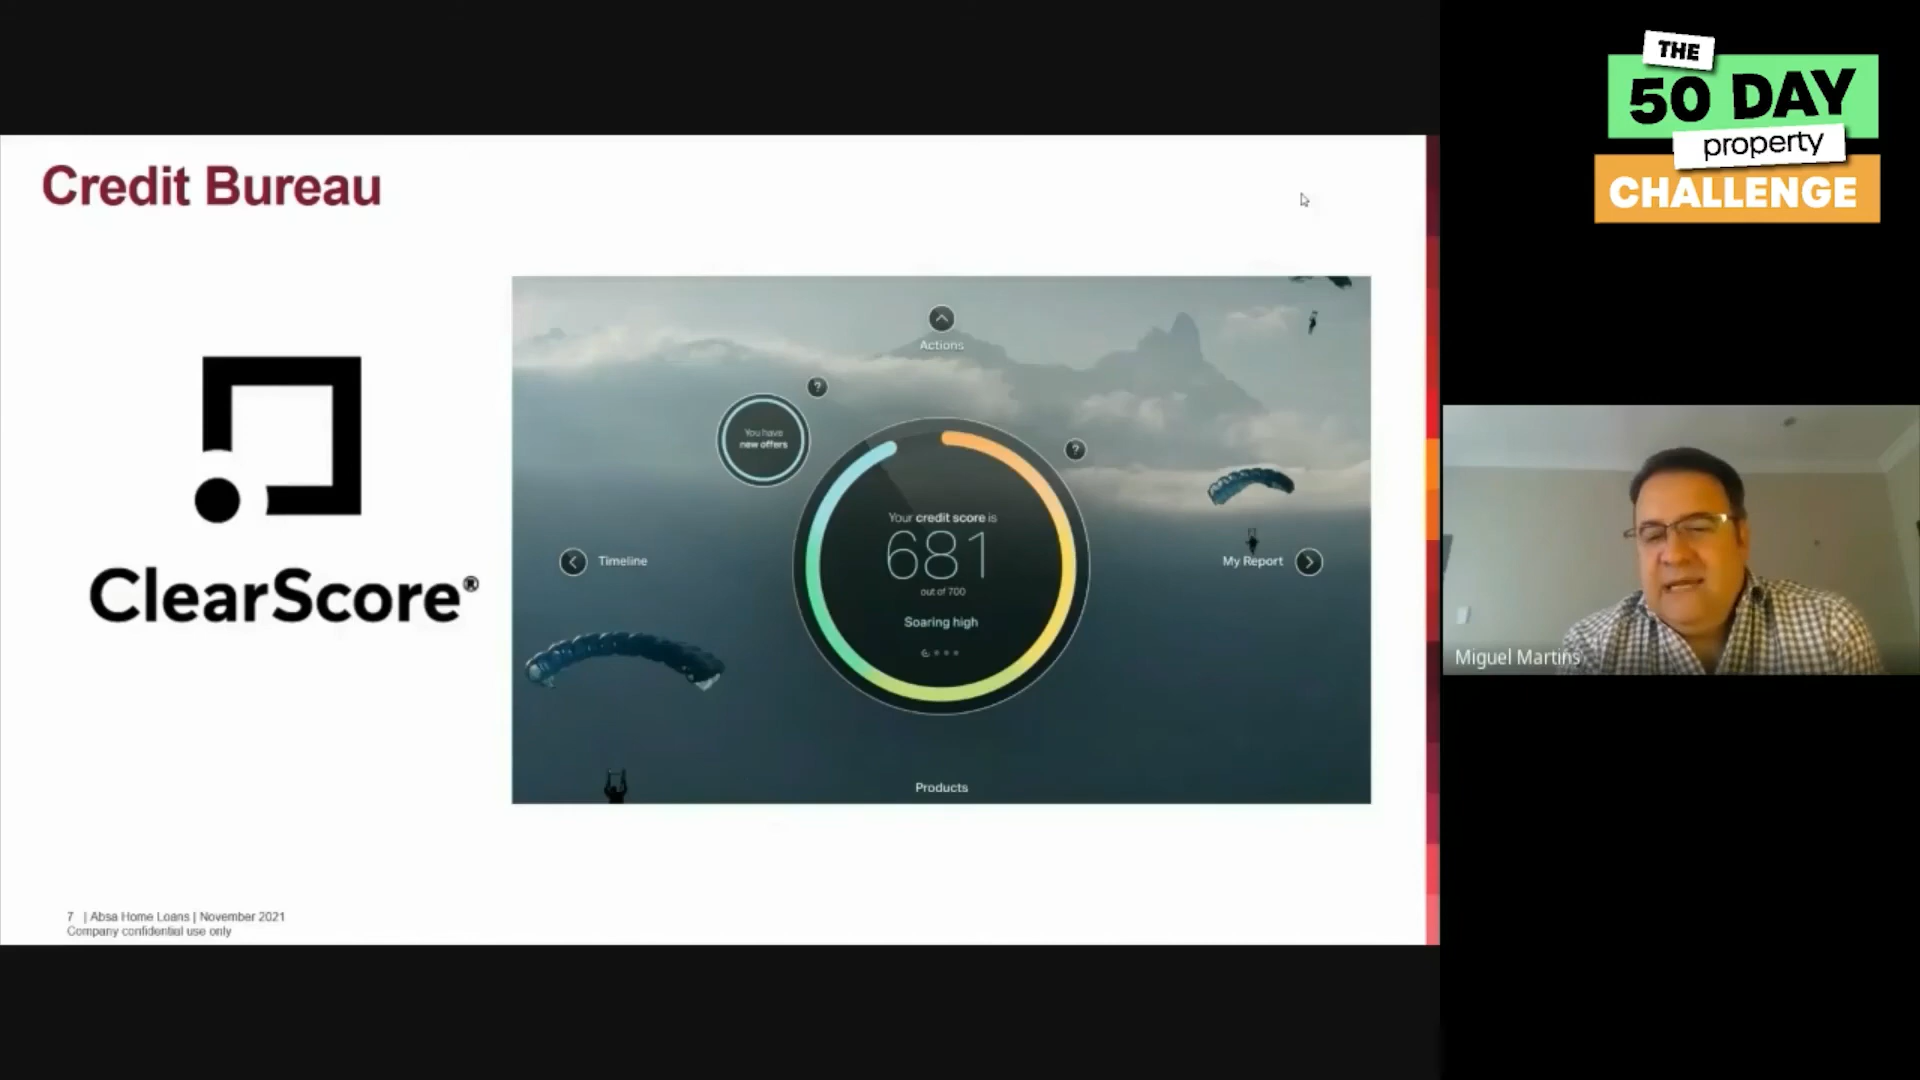 THE
50 DAY
property
CHALLENGE
Credit Bureau
Actions
?
You have
new offers
?
Your credit score is
681
out of 700
Soaring high
Timeline
My Report
Products
ClearScore®
Miguel Martins
7 | Absa Home Loans | November 2021
Company confidential use only